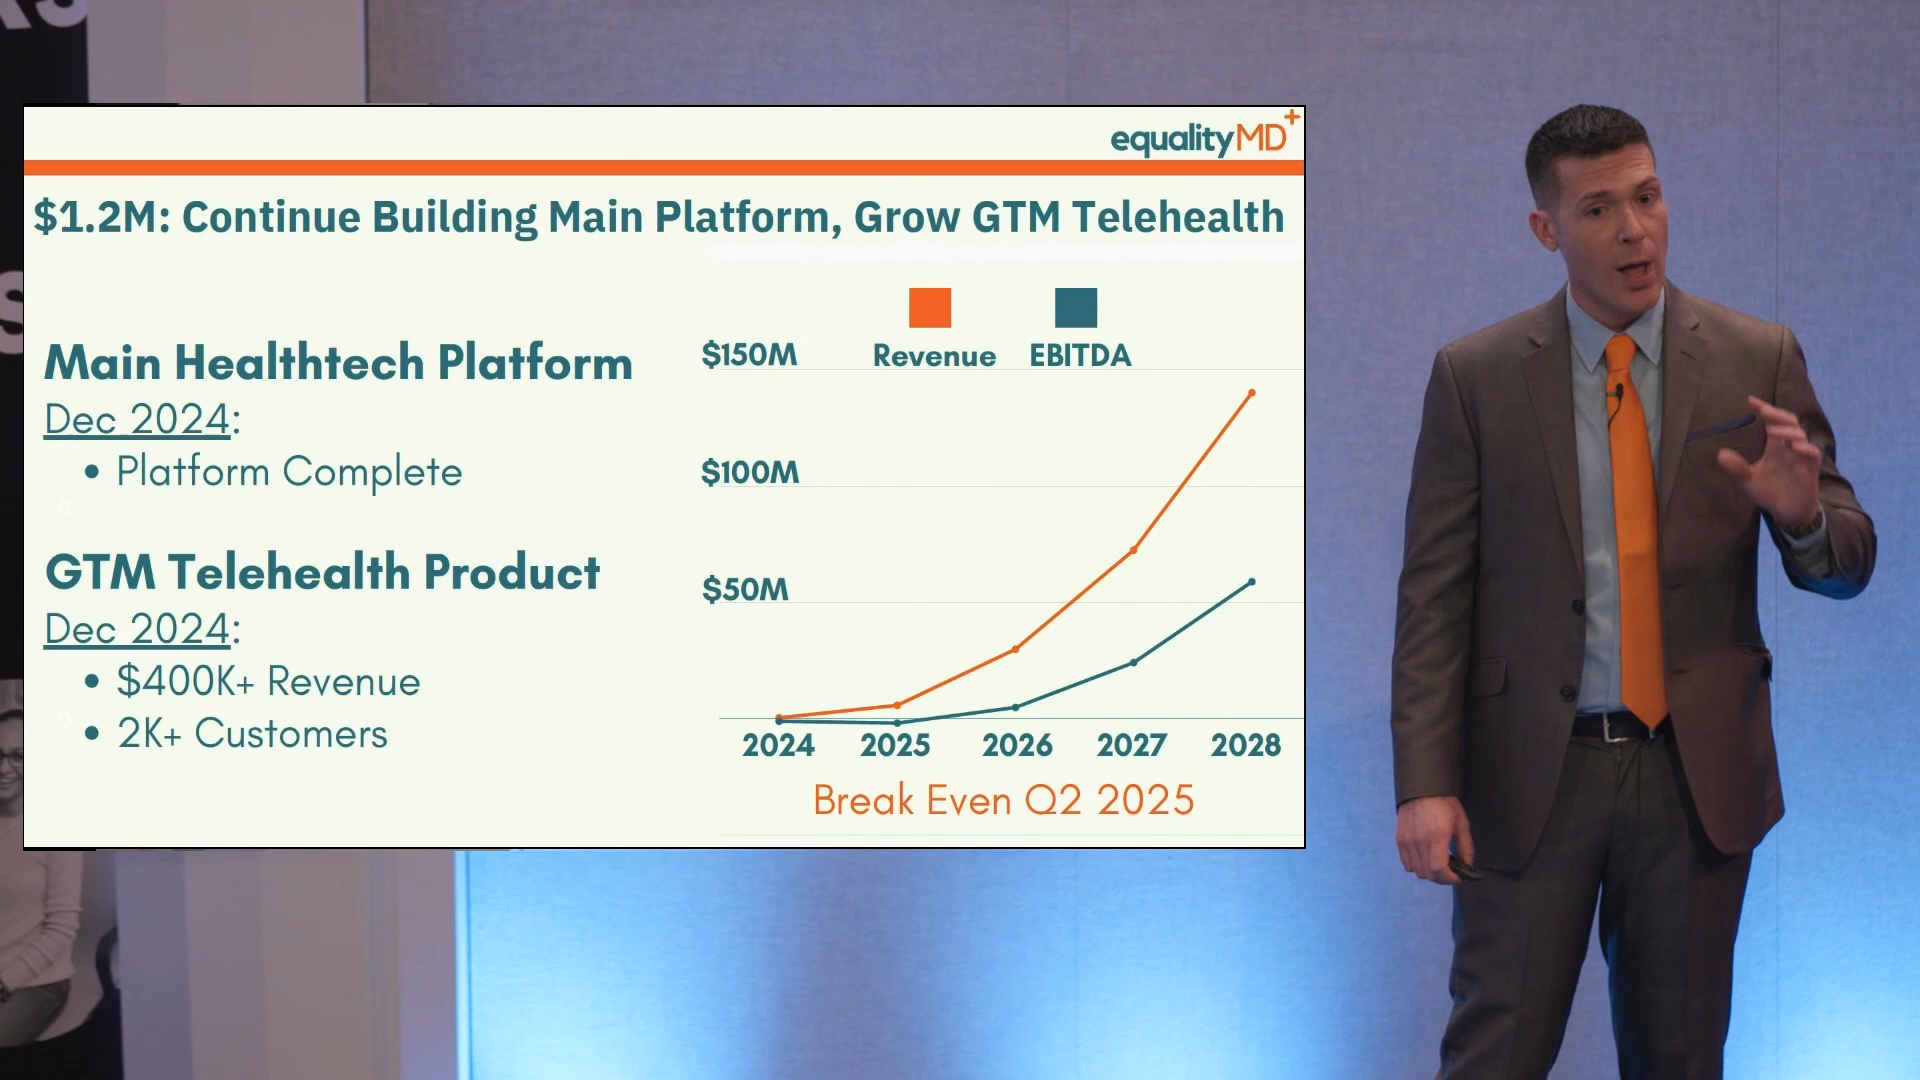 equalityMD+
$1.2M: Continue Building Main Platform, Grow GTM Telehealth
Main Healthtech Platform
Dec 2024:
• Platform Complete
GTM Telehealth Product
Dec 2024:
• $400K+ Revenue
• 2K+ Customers
Revenue EBITDA
$150M
$100M
$50M
2024 2025 2026 2027 2028
Break Even Q2 2025